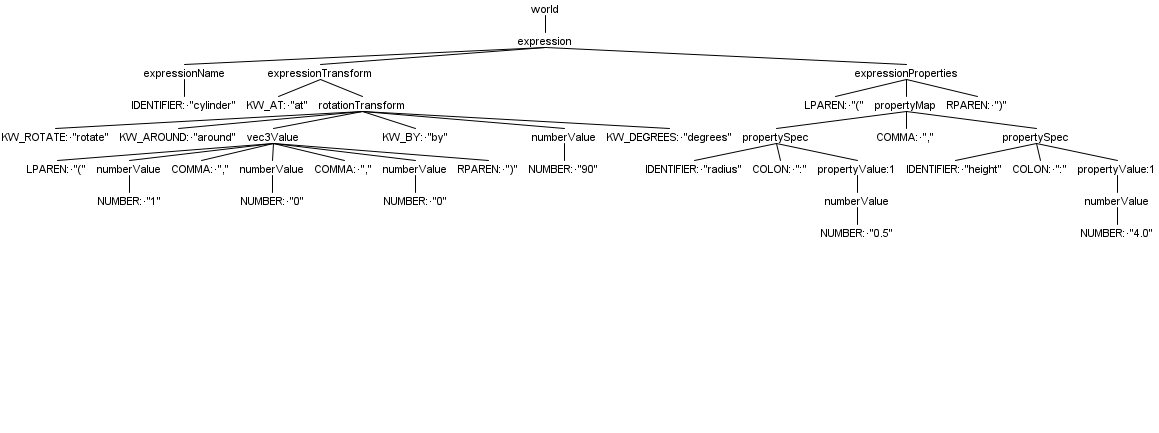 world
expression
expressionName expressionTransform expressionProperties
IDENTIFIER:·"cylinder" KW_AT:·"at" rotationTransform LPAREN:·"(" propertyMap RPAREN:·")"
KW_ROTATE:·"rotate" KW_AROUND:·"around" vec3Value KW_BY:·"by" numberValue KW_DEGREES:·"degrees" propertySpec COMMA:·"," propertySpec
LPAREN:·"(" numberValue COMMA:·"," numberValue COMMA:·"," numberValue RPAREN:·")" NUMBER:·"90" IDENTIFIER:·"radius" COLON:·":" propertyValue:1 IDENTIFIER:·"height" COLON:·":" propertyValue:1
NUMBER:·"1" NUMBER:·"0" NUMBER:·"0" numberValue numberValue
NUMBER:·"0.5" NUMBER:·"4.0"